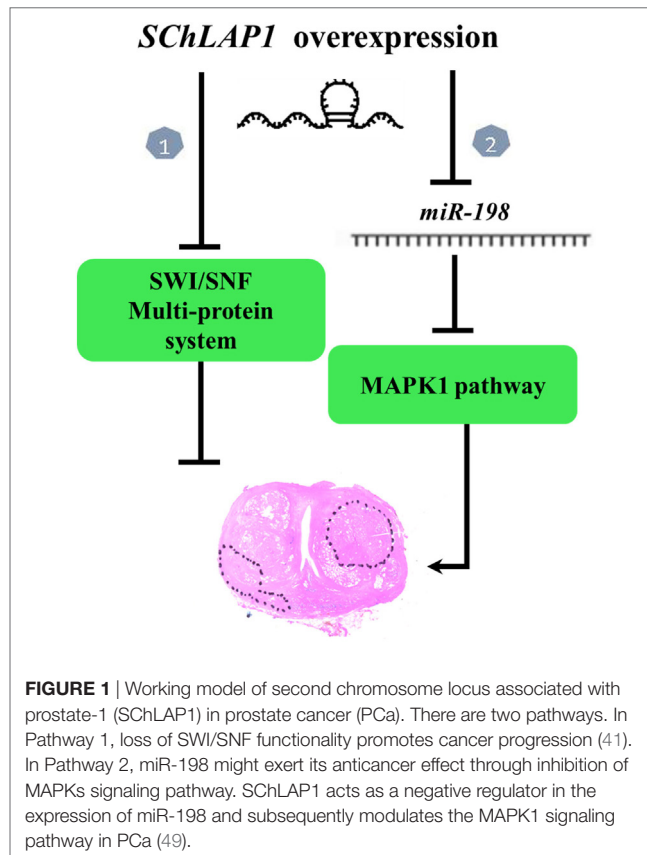 SChLAP1 overexpression
1
2
miR-198
SWI/SNF
Multi-protein
system
MAPK1 pathway
FIGURE 1 | Working model of second chromosome locus associated with
prostate-1 (SChLAP1) in prostate cancer (PCa). There are two pathways. In
Pathway 1, loss of SWI/SNF functionality promotes cancer progression (41).
In Pathway 2, miR-198 might exert its anticancer effect through inhibition of
MAPKs signaling pathway. SChLAP1 acts as a negative regulator in the
expression of miR-198 and subsequently modulates the MAPK1 signaling
pathway in PCa (49).